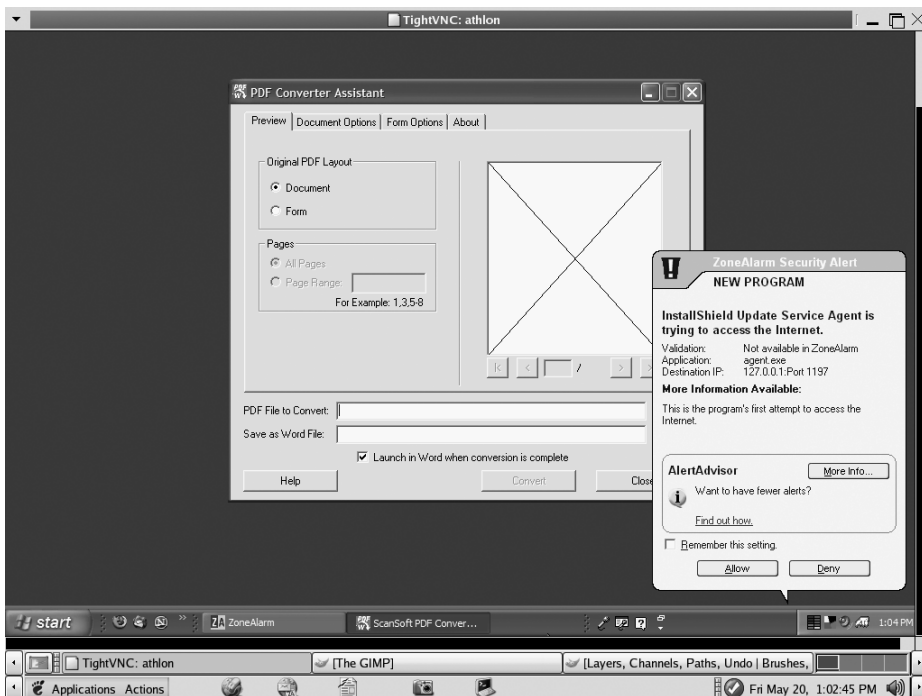 TightVNC: athlon
PDF Converter Assistant
Preview Document Options Form Options About
Original PDF Layout
Document
Form
Pages
All Pages
Page Range:
For Example: 1,3,5-8
/
PDF File to Convert:
Save as Word File:
Launch in Word when conversion is complete
Help Convert Close
ZoneAlarm Security Alert
NEW PROGRAM
InstallShield Update Service Agent is
trying to access the Internet.
Validation: Not available in ZoneAlarm
Application: agent.exe
Destination IP: 127.0.0.1:Port 1197
More Information Available:
This is the program's first attempt to access the
Internet.
AlertAdvisor More Info...
Want to have fewer alerts?
Find out how.
Remember this setting.
Allow Deny
start ZA ZoneAlarm ScanSoft PDF Conver... 1:04 PM
TightVNC: athlon [The GIMP] [Layers, Channels, Paths, Undo | Brushes,
Applications Actions Fri May 20, 1:02:45 PM